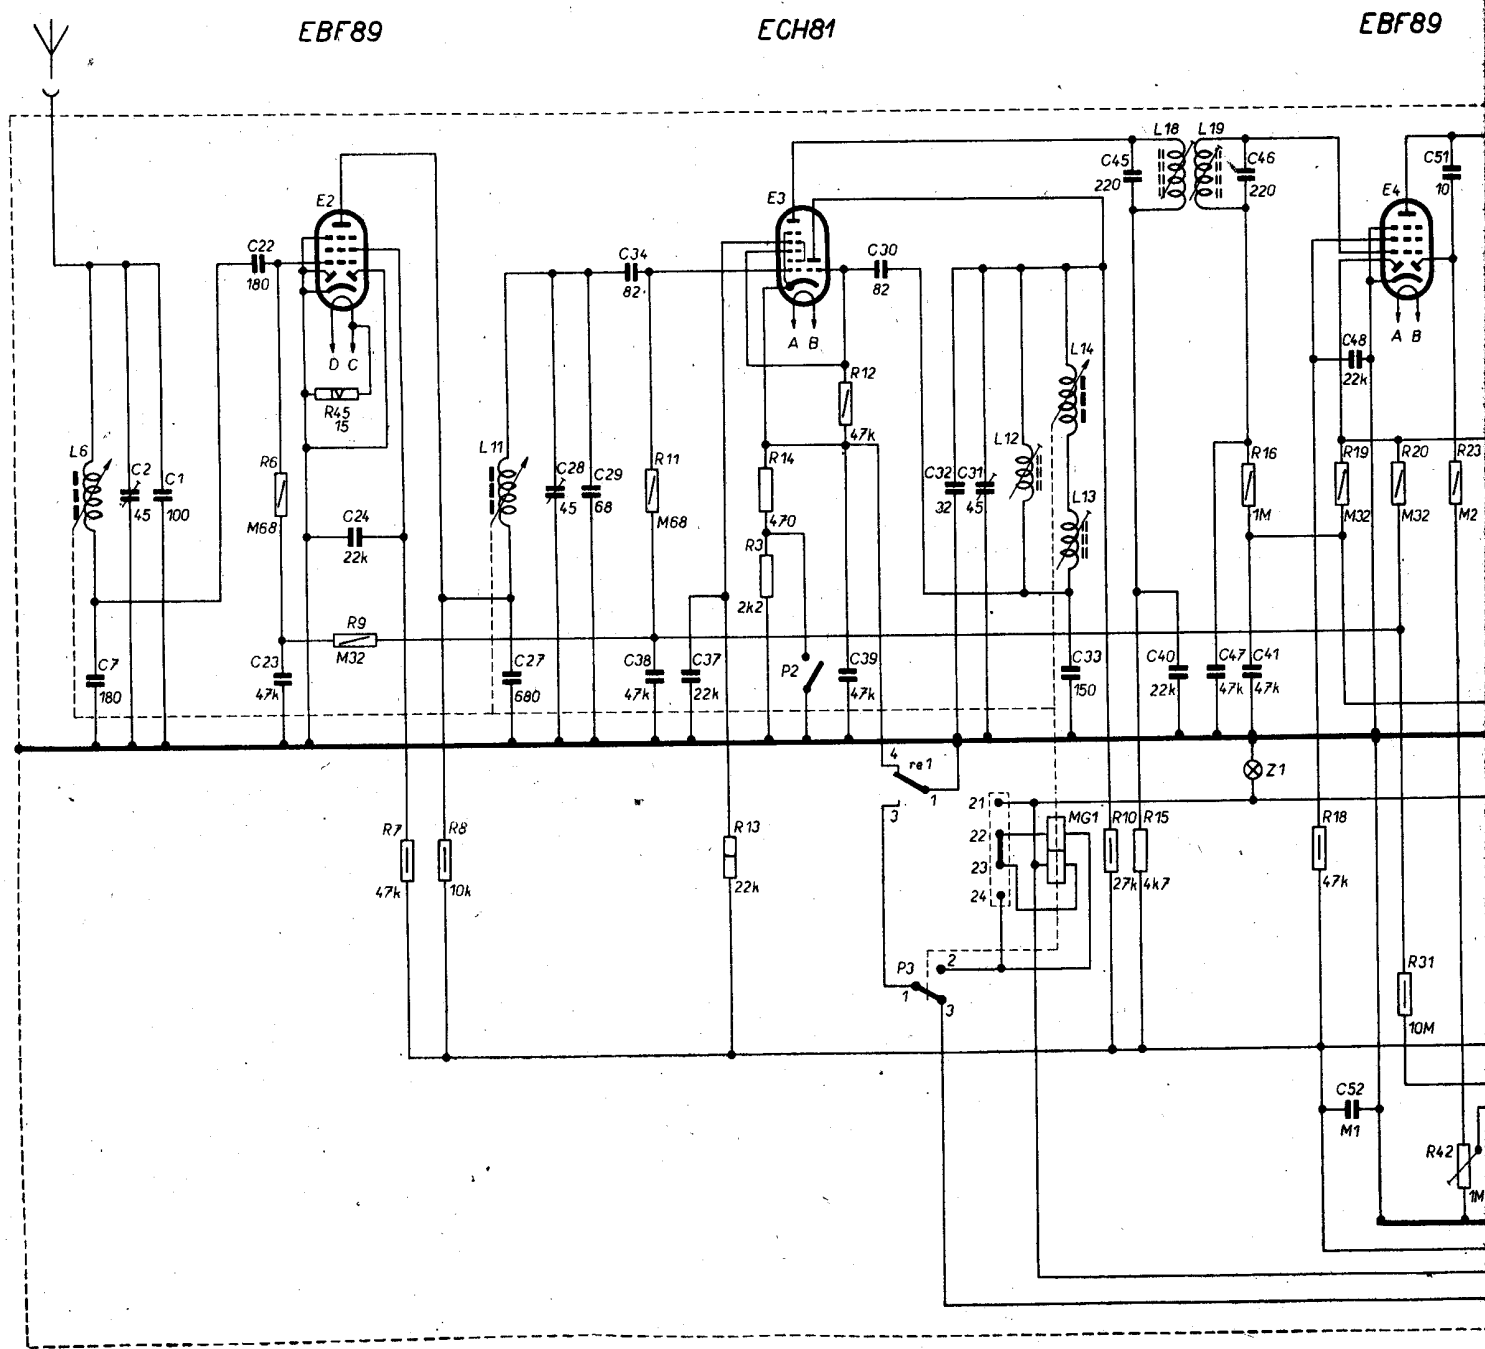 EBF89 ECH81 EBF89
L18 L19
C45 C46 C51
220 220 10
E2 E3 E4
C22 C34 C30
180 82 82
D C A B A B
C48
22k
L14
R45
15
R12
47k
L6 C2 C1 R6 L11 C28 C29 R11 R14 C32 C31 L12 R16 R19 R20 R23
45 100 M68 45 68 M68 470 32 45 L13 1M M32 M32 M2
C24
22k
R3
2k2
R9
M32
C7 C23 C27 C38 C37 P2 C39 C33 C40 C47 C41
180 47k 680 47k 22k 47k 150 22k 47k 47k
4 re1
1
3
Z1
21
22
23
24
MG1
R7 R8 R13 R10 R15 R18
47k 10k 22k 27k 4k7 47k
P3 2
1 3
R31
10M
C52
M1
R42
1M